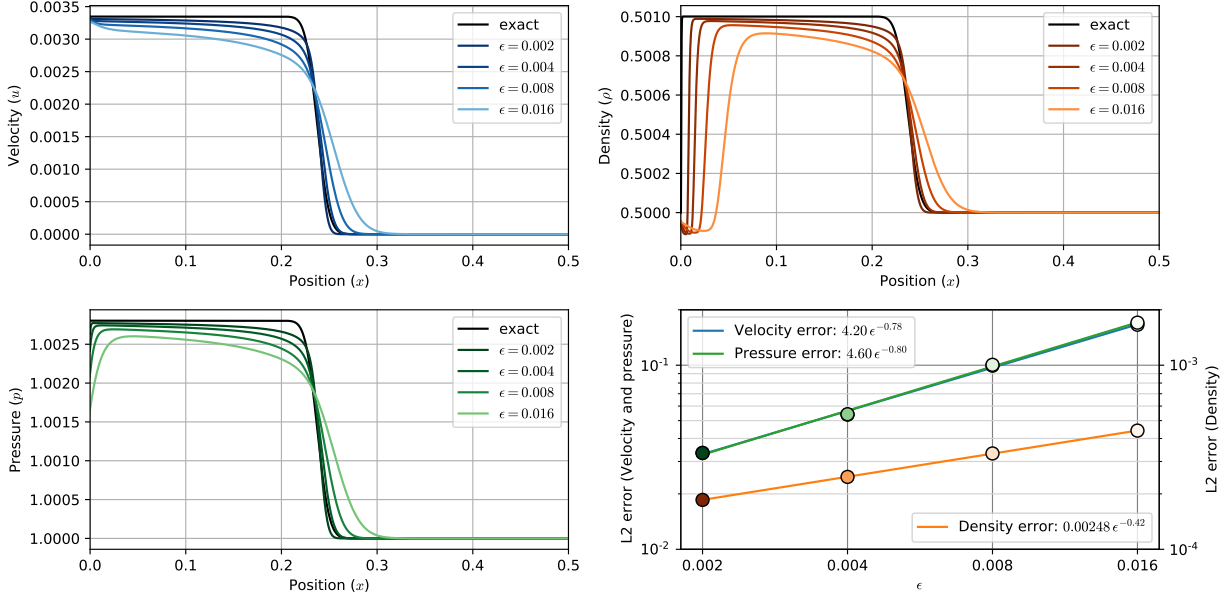 0.0035
0.0030
0.0025
0.0020
0.0015
0.0010
0.0005
0.0000
Velocity (u)
exact
ϵ = 0.002
ϵ = 0.004
ϵ = 0.008
ϵ = 0.016
0.0 0.1 0.2 0.3 0.4 0.5
Position (x)
0.5010
0.5008
0.5006
0.5004
0.5002
0.5000
Density (ρ)
exact
ϵ = 0.002
ϵ = 0.004
ϵ = 0.008
ϵ = 0.016
0.0 0.1 0.2 0.3 0.4 0.5
Position (x)
1.0025
1.0020
1.0015
1.0010
1.0005
1.0000
Pressure (p)
exact
ϵ = 0.002
ϵ = 0.004
ϵ = 0.008
ϵ = 0.016
0.0 0.1 0.2 0.3 0.4 0.5
Position (x)
L2 error (Velocity and pressure)
10⁻¹
10⁻²
Velocity error: 4.20 ϵ⁻⁰·⁷⁸
Pressure error: 4.60 ϵ⁻⁰·⁸⁰
Density error: 0.00248 ϵ⁻⁰·⁴²
10⁻³
10⁻⁴
L2 error (Density)
0.002 0.004 0.008 0.016
ϵ